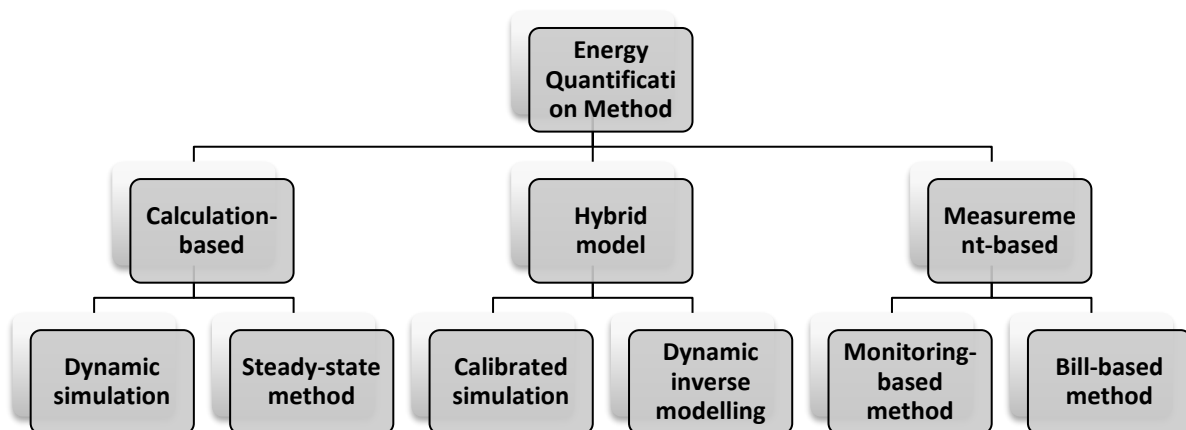 Energy
Quantificati
on Method
Calculation-
based
Hybrid
model
Measureme
nt-based
Dynamic
simulation
Steady-state
method
Calibrated
simulation
Dynamic
inverse
modelling
Monitoring-
based
method
Bill-based
method